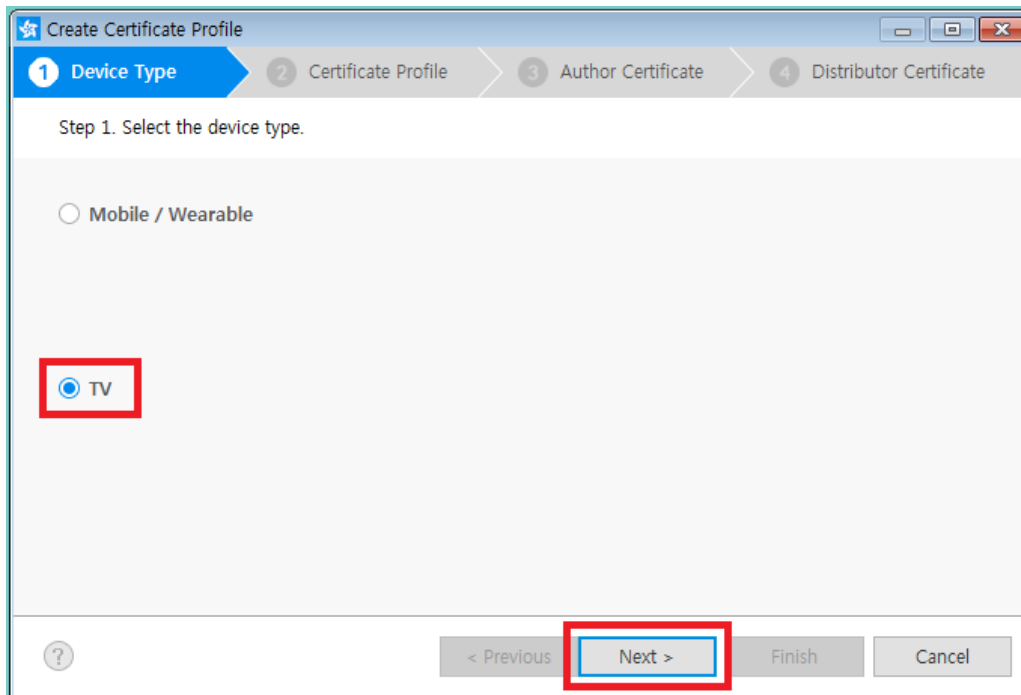 Create Certificate Profile
1 Device Type 2 Certificate Profile 3 Author Certificate 4 Distributor Certificate
Step 1. Select the device type.
Mobile / Wearable
TV
? < Previous Next > Finish Cancel